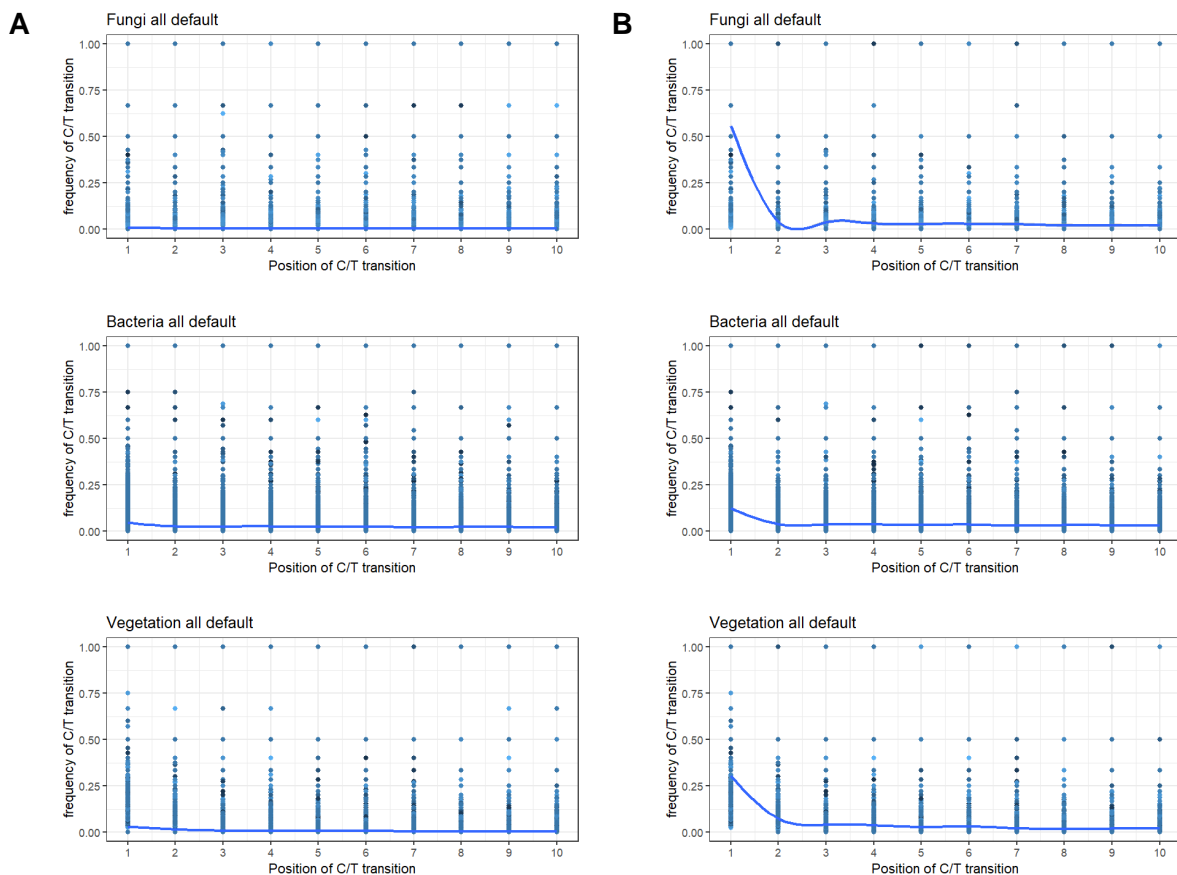 A
B
Fungi all default
frequency of C/T transition
1.00
0.75
0.50
0.25
0.00
1 2 3 4 5 6 7 8 9 10
Position of C/T transition
Fungi all default
frequency of C/T transition
1.00
0.75
0.50
0.25
0.00
1 2 3 4 5 6 7 8 9 10
Position of C/T transition
Bacteria all default
frequency of C/T transition
1.00
0.75
0.50
0.25
0.00
1 2 3 4 5 6 7 8 9 10
Position of C/T transition
Bacteria all default
frequency of C/T transition
1.00
0.75
0.50
0.25
0.00
1 2 3 4 5 6 7 8 9 10
Position of C/T transition
Vegetation all default
frequency of C/T transition
1.00
0.75
0.50
0.25
0.00
1 2 3 4 5 6 7 8 9 10
Position of C/T transition
Vegetation all default
frequency of C/T transition
1.00
0.75
0.50
0.25
0.00
1 2 3 4 5 6 7 8 9 10
Position of C/T transition